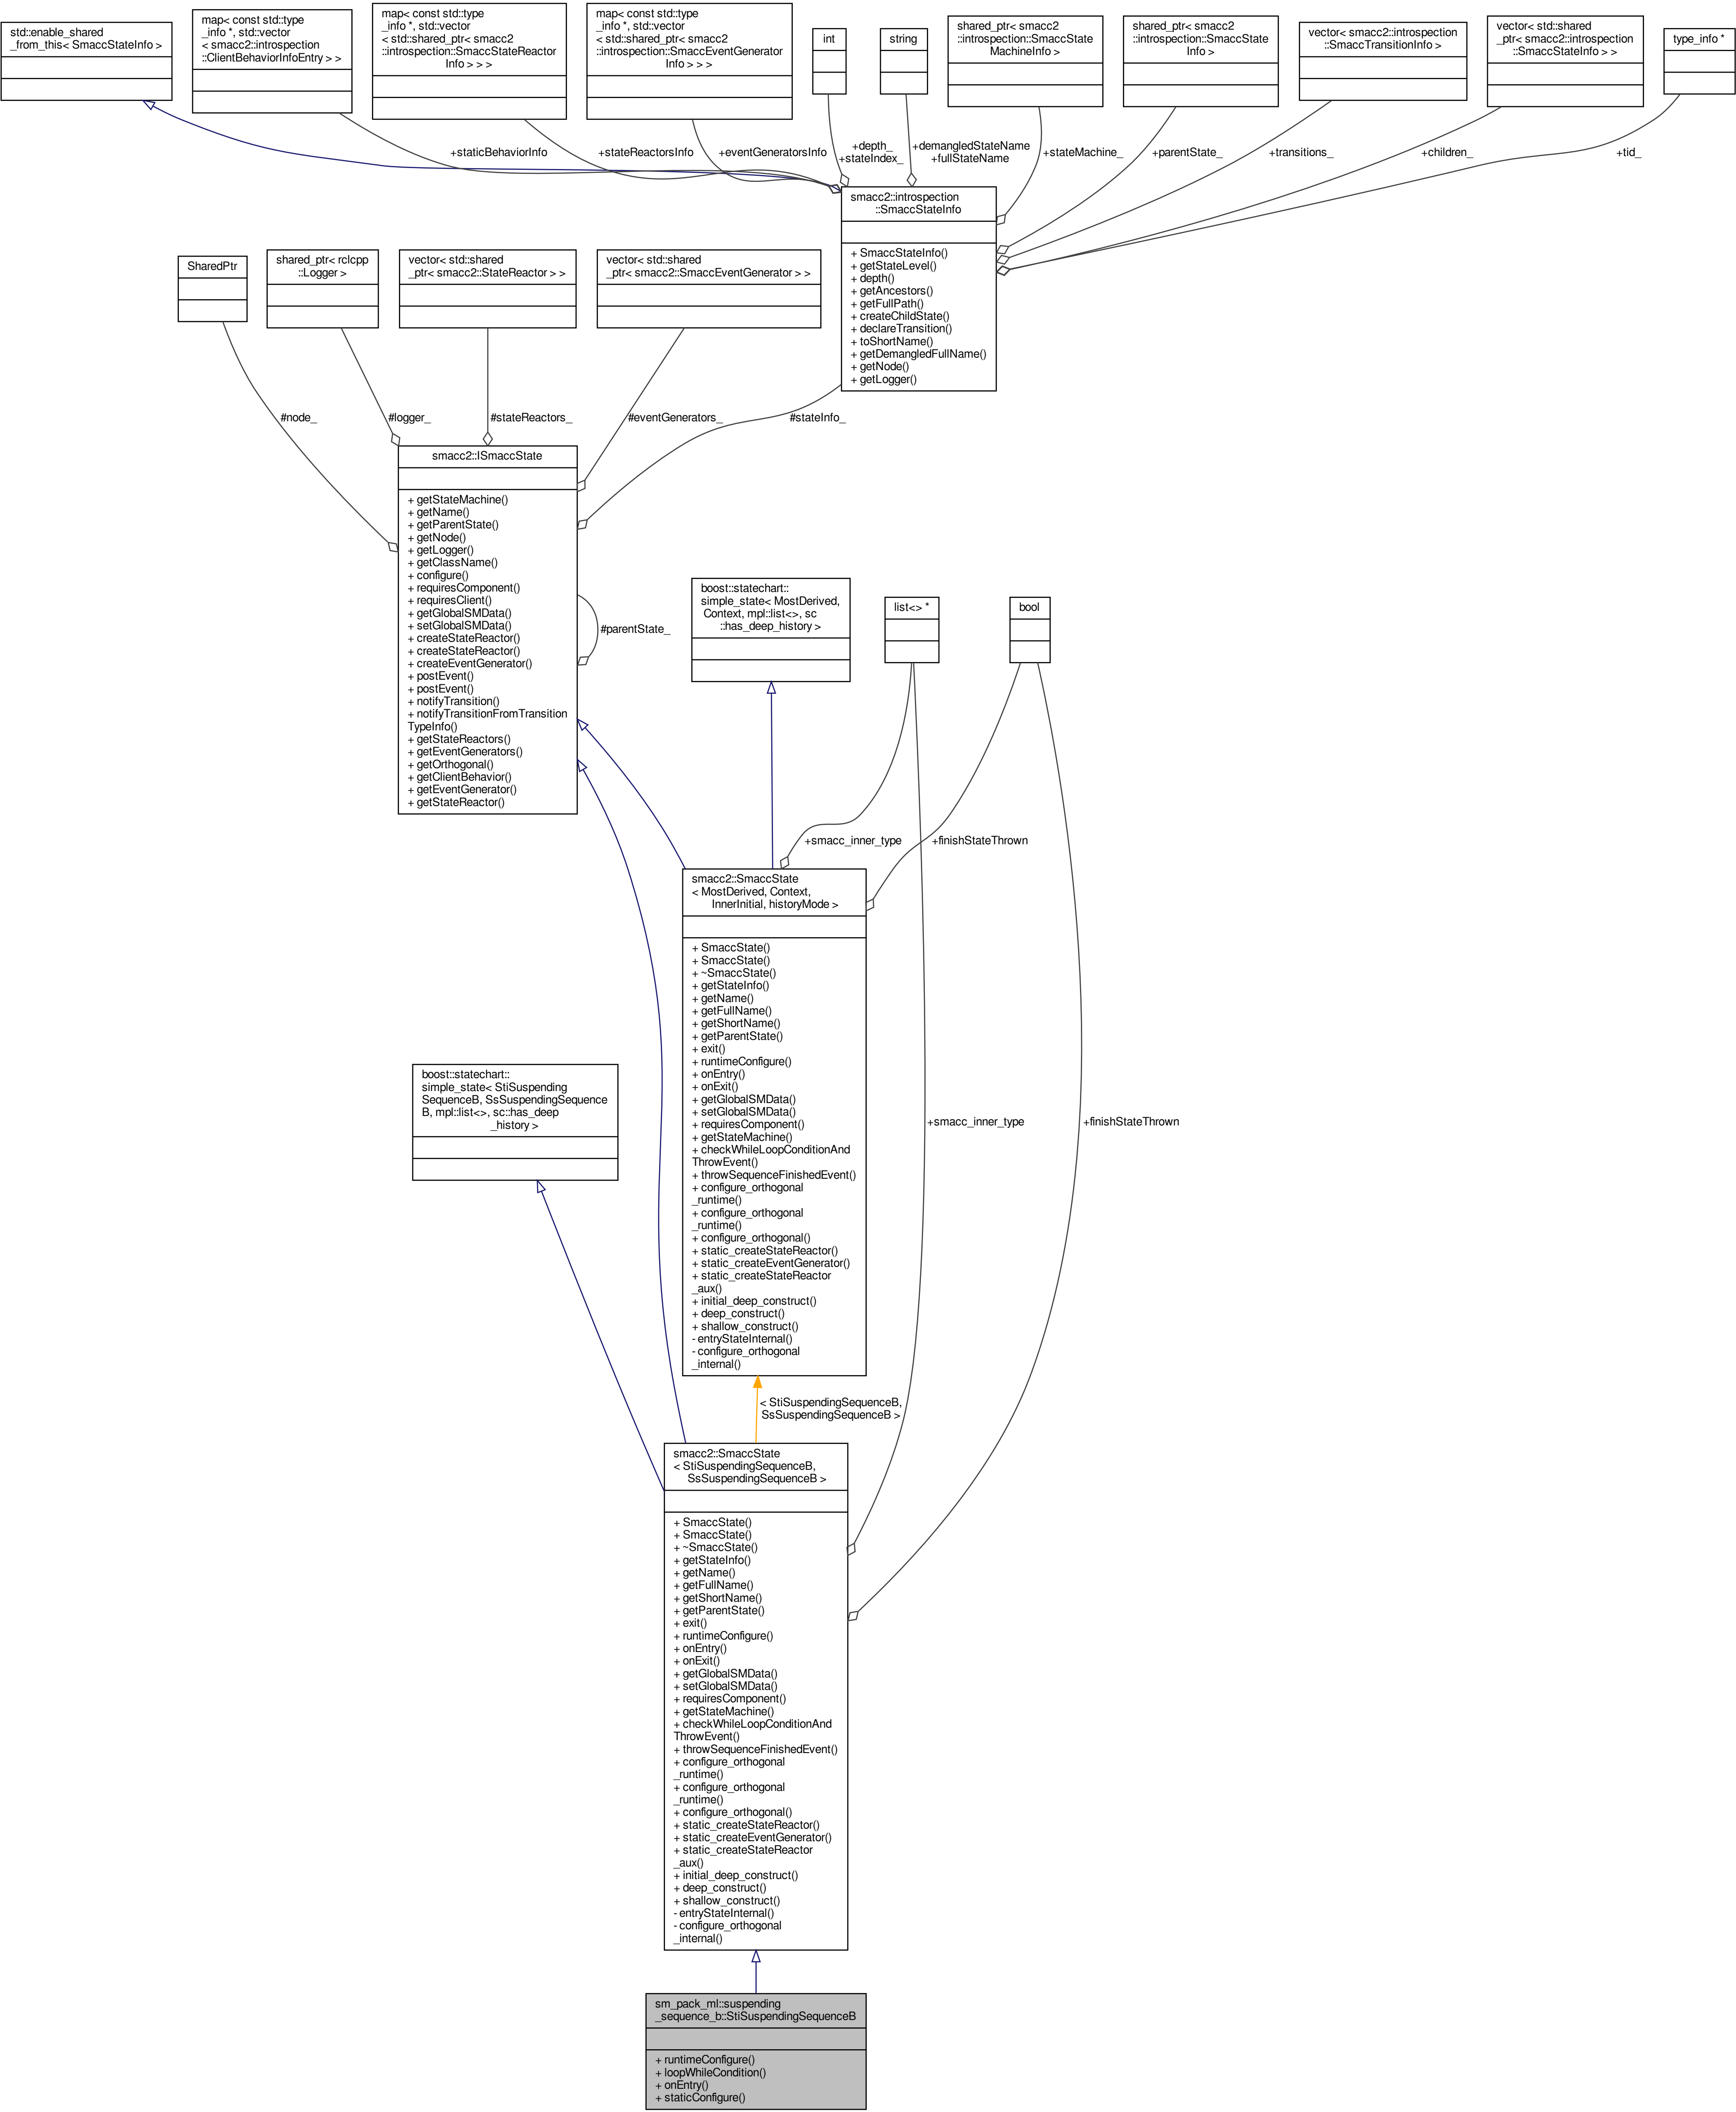 std::enable_shared
_from_this< SmaccStateInfo >
map< const std::type
_info *, std::vector
< smacc2::introspection
::ClientBehaviorInfoEntry > >
map< const std::type
_info *, std::vector
< std::shared_ptr< smacc2
::introspection::SmaccStateReactor
Info > > >
map< const std::type
_info *, std::vector
< std::shared_ptr< smacc2
::introspection::SmaccEventGenerator
Info > > >
int
string
shared_ptr< smacc2
::introspection::SmaccState
MachineInfo >
shared_ptr< smacc2
::introspection::SmaccState
Info >
vector< smacc2::introspection
::SmaccTransitionInfo >
vector< std::shared
_ptr< smacc2::introspection
::SmaccStateInfo > >
type_info *
+staticBehaviorInfo
+stateReactorsInfo
+eventGeneratorsInfo
+depth_
+stateIndex_
+demangledStateName
+fullStateName
+stateMachine_
+parentState_
+transitions_
+children_
+tid_
smacc2::introspection
::SmaccStateInfo
+ SmaccStateInfo()
+ getStateLevel()
+ depth()
+ getAncestors()
+ getFullPath()
+ createChildState()
+ declareTransition()
+ toShortName()
+ getDemangledFullName()
+ getNode()
+ getLogger()
SharedPtr
shared_ptr< rclcpp
::Logger >
vector< std::shared
_ptr< smacc2::StateReactor > >
vector< std::shared
_ptr< smacc2::SmaccEventGenerator > >
#node_
#logger_
#stateReactors_
#eventGenerators_
#stateInfo_
smacc2::ISmaccState
+ getStateMachine()
+ getName()
+ getParentState()
+ getNode()
+ getLogger()
+ getClassName()
+ configure()
+ requiresComponent()
+ requiresClient()
+ getGlobalSMData()
+ setGlobalSMData()
+ createStateReactor()
+ createStateReactor()
+ createEventGenerator()
+ postEvent()
+ postEvent()
+ notifyTransition()
+ notifyTransitionFromTransition
TypeInfo()
+ getStateReactors()
+ getEventGenerators()
+ getOrthogonal()
+ getClientBehavior()
+ getEventGenerator()
+ getStateReactor()
#parentState_
boost::statechart::
simple_state< MostDerived,
Context, mpl::list<>, sc
::has_deep_history >
list<> *
bool
+smacc_inner_type
+finishStateThrown
smacc2::SmaccState
< MostDerived, Context,
InnerInitial, historyMode >
+ SmaccState()
+ SmaccState()
+ ~SmaccState()
+ getStateInfo()
+ getName()
+ getFullName()
+ getShortName()
+ getParentState()
+ exit()
+ runtimeConfigure()
+ onEntry()
+ onExit()
+ getGlobalSMData()
+ setGlobalSMData()
+ requiresComponent()
+ getStateMachine()
+ checkWhileLoopConditionAnd
ThrowEvent()
+ throwSequenceFinishedEvent()
+ configure_orthogonal
_runtime()
+ configure_orthogonal
_runtime()
+ configure_orthogonal()
+ static_createStateReactor()
+ static_createEventGenerator()
+ static_createStateReactor
_aux()
+ initial_deep_construct()
+ deep_construct()
+ shallow_construct()
- entryStateInternal()
- configure_orthogonal
_internal()
boost::statechart::
simple_state< StiSuspending
SequenceB, SsSuspendingSequence
B, mpl::list<>, sc::has_deep
_history >
+smacc_inner_type
+finishStateThrown
< StiSuspendingSequenceB,
SsSuspendingSequenceB >
smacc2::SmaccState
< StiSuspendingSequenceB,
SsSuspendingSequenceB >
+ SmaccState()
+ SmaccState()
+ ~SmaccState()
+ getStateInfo()
+ getName()
+ getFullName()
+ getShortName()
+ getParentState()
+ exit()
+ runtimeConfigure()
+ onEntry()
+ onExit()
+ getGlobalSMData()
+ setGlobalSMData()
+ requiresComponent()
+ getStateMachine()
+ checkWhileLoopConditionAnd
ThrowEvent()
+ throwSequenceFinishedEvent()
+ configure_orthogonal
_runtime()
+ configure_orthogonal
_runtime()
+ configure_orthogonal()
+ static_createStateReactor()
+ static_createEventGenerator()
+ static_createStateReactor
_aux()
+ initial_deep_construct()
+ deep_construct()
+ shallow_construct()
- entryStateInternal()
- configure_orthogonal
_internal()
sm_pack_ml::suspending
_sequence_b::StiSuspendingSequenceB
+ runtimeConfigure()
+ loopWhileCondition()
+ onEntry()
+ staticConfigure()